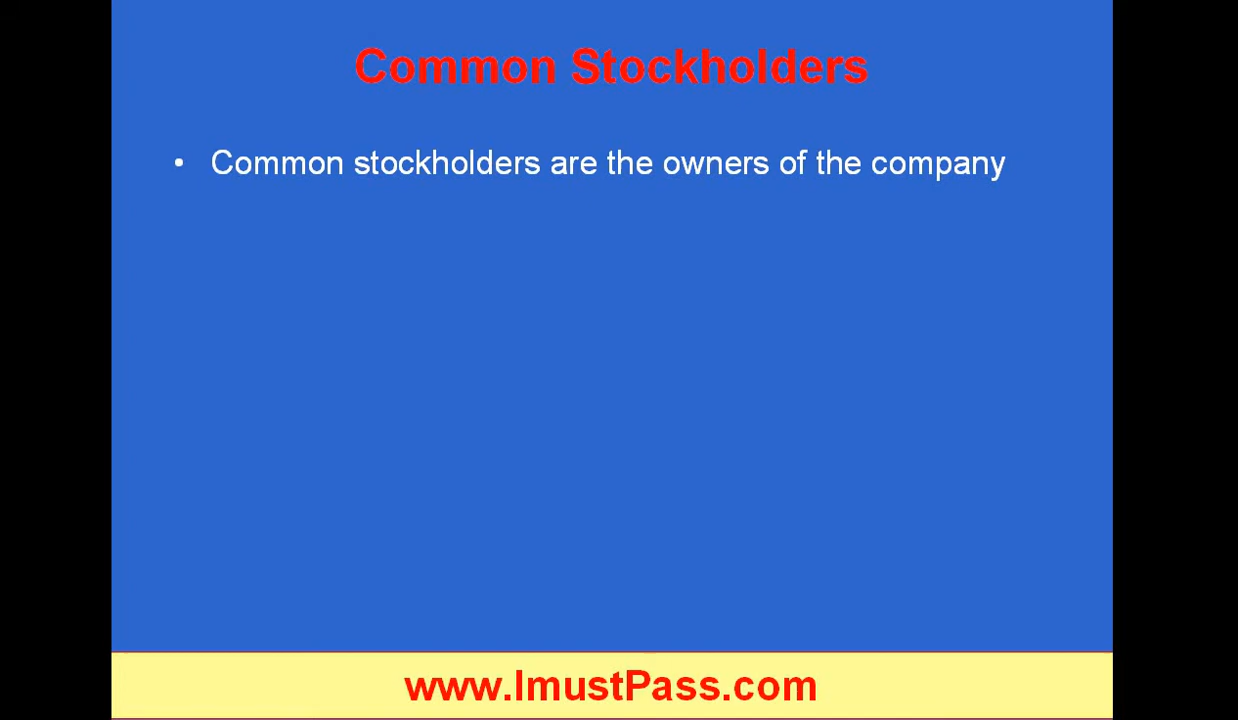 Common Stockholders
• Common stockholders are the owners of the company
www.ImustPass.com